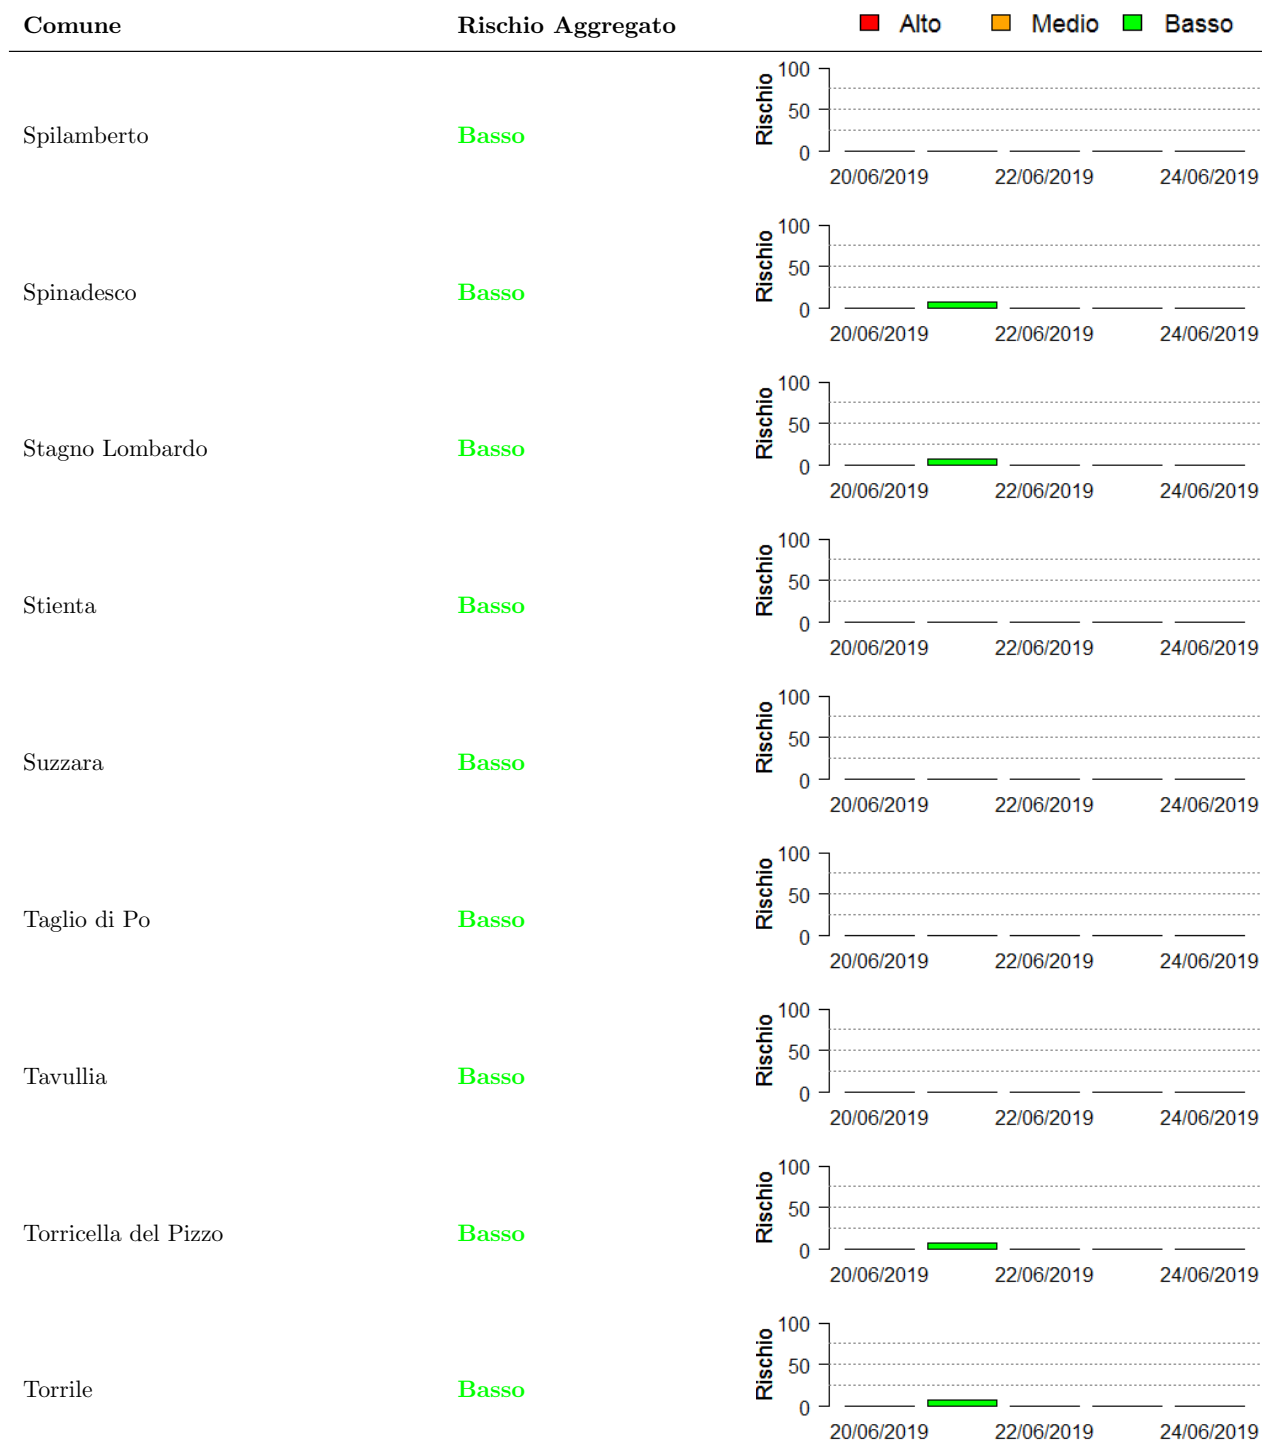 Comune Rischio Aggregato Alto Medio Basso
Spilamberto Basso Rischio 100 50 0
20/06/2019 22/06/2019 24/06/2019
Spinadesco Basso Rischio 100 50 0
20/06/2019 22/06/2019 24/06/2019
Stagno Lombardo Basso Rischio 100 50 0
20/06/2019 22/06/2019 24/06/2019
Stienta Basso Rischio 100 50 0
20/06/2019 22/06/2019 24/06/2019
Suzzara Basso Rischio 100 50 0
20/06/2019 22/06/2019 24/06/2019
Taglio di Po Basso Rischio 100 50 0
20/06/2019 22/06/2019 24/06/2019
Tavullia Basso Rischio 100 50 0
20/06/2019 22/06/2019 24/06/2019
Torricella del Pizzo Basso Rischio 100 50 0
20/06/2019 22/06/2019 24/06/2019
Torrile Basso Rischio 100 50 0
20/06/2019 22/06/2019 24/06/2019